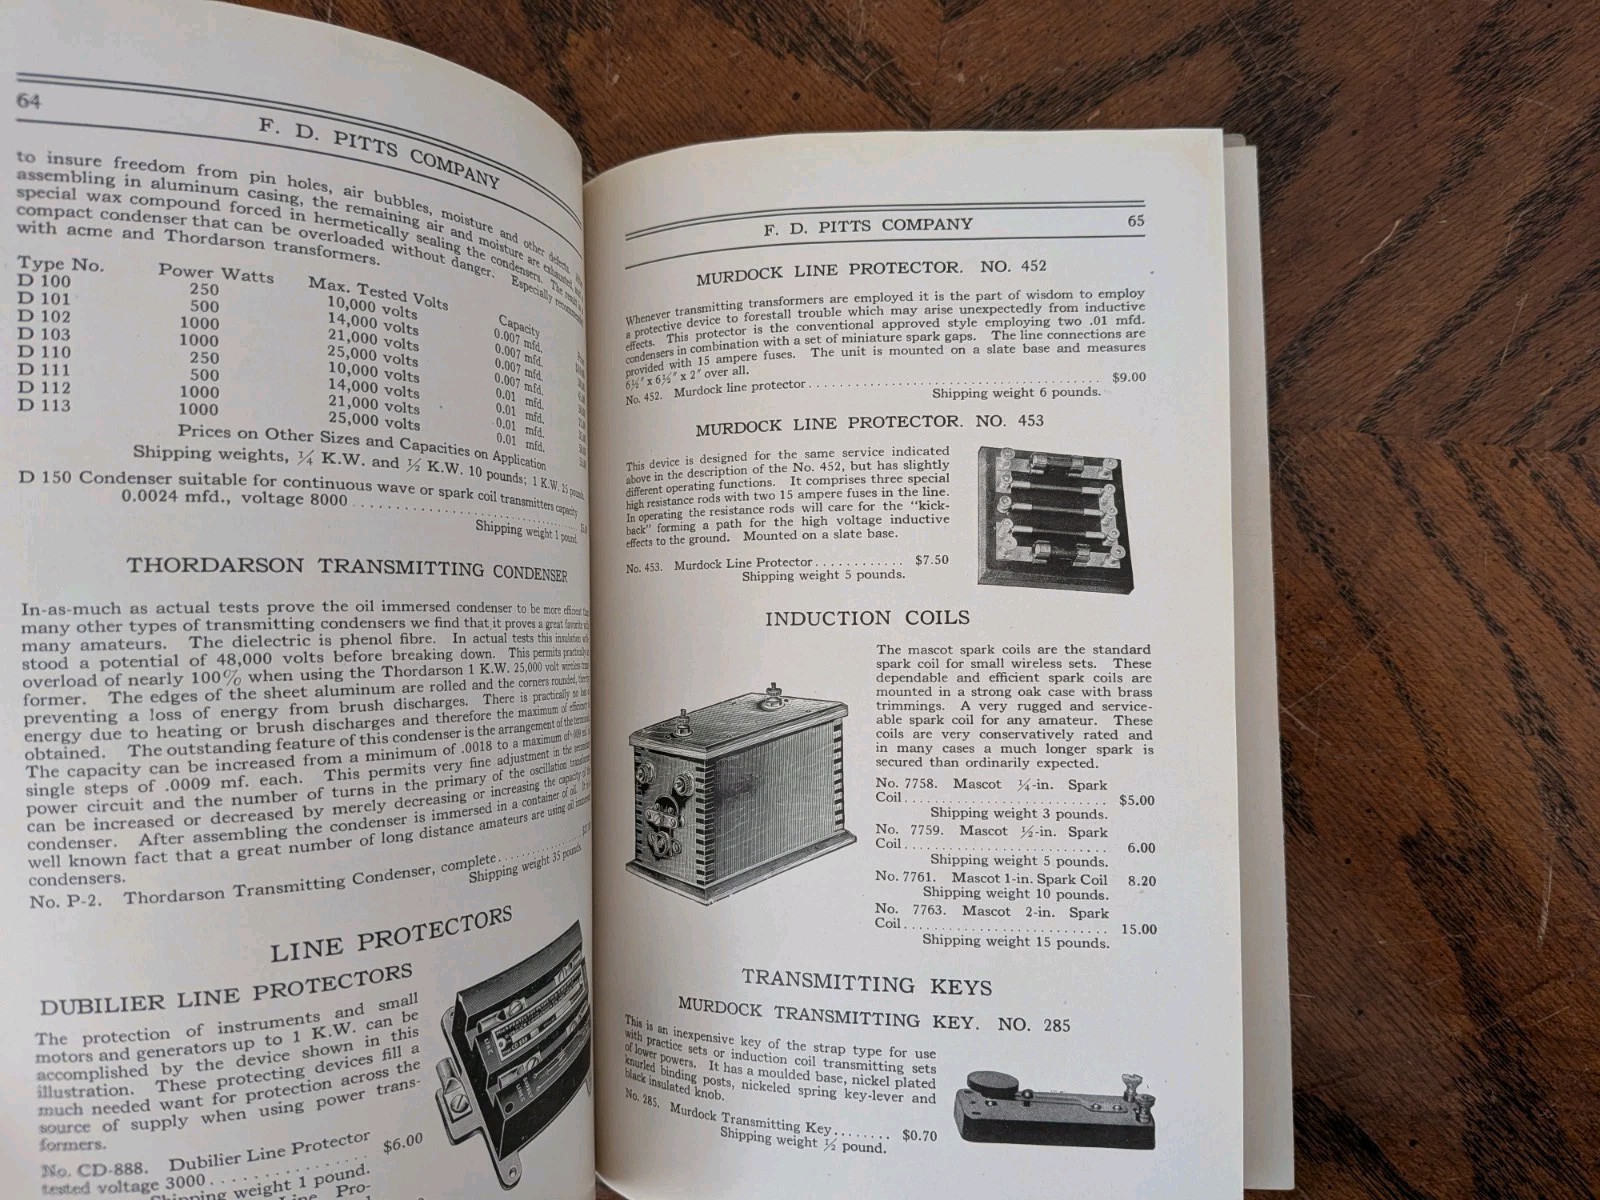 64
F. D. PITTS COMPANY
to insure freedom from pin holes, air bubbles, moisture and other defects.
assembling in aluminum casing, the remaining air and moisture are exhausted and a
special wax compound forced in hermetically sealing the condensers. The result is a
compact condenser that can be overloaded without danger. Especially recommended
with acme and Thordarson transformers.
Type No. Power Watts Max. Tested Volts Capacity
D 100 250 10,000 volts 0.007 mfd.
D 101 500 14,000 volts 0.007 mfd.
D 102 1000 21,000 volts 0.007 mfd.
D 103 1000 25,000 volts 0.007 mfd.
D 110 250 10,000 volts 0.01 mfd.
D 111 500 14,000 volts 0.01 mfd.
D 112 1000 21,000 volts 0.01 mfd.
D 113 1000 25,000 volts 0.01 mfd.
Prices on Other Sizes and Capacities on Application
Shipping weights, ¼ K.W. and ½ K.W. 10 pounds; 1 K.W. 25 pounds.
D 150 Condenser suitable for continuous wave or spark coil transmitters capacity
0.0024 mfd., voltage 8000
Shipping weight 1 pound.
THORDARSON TRANSMITTING CONDENSER
In-as-much as actual tests prove the oil immersed condenser to be more efficient than
many other types of transmitting condensers we find that it proves a great favorite with
many amateurs. The dielectric is phenol fibre. In actual tests this insulation with-
stood a potential of 48,000 volts before breaking down. This permits practically an
overload of nearly 100% when using the Thordarson 1 K.W. 25,000 volt wireless trans-
former. The edges of the sheet aluminum are rolled and the corners rounded, thereby
preventing a loss of energy from brush discharges. There is practically no loss of
energy due to heating or brush discharges and therefore the maximum of efficiency is
obtained. The outstanding feature of this condenser is the arrangement of the terminals.
The capacity can be increased from a minimum of .0018 to a maximum of
single steps of .0009 mf. each. This permits very fine adjustment in the
power circuit and the number of turns in the primary of the oscillation transformer
can be increased or decreased by merely decreasing or increasing the capacity of the
condenser. After assembling the condenser is immersed in a container of oil. It is a
well known fact that a great number of long distance amateurs are using oil immersed
condensers.
No. P-2. Thordarson Transmitting Condenser, complete
Shipping weight 35 pounds.
LINE PROTECTORS
DUBILIER LINE PROTECTORS
The protection of instruments and small
motors and generators up to 1 K.W. can be
accomplished by the device shown in this
illustration. These protecting devices fill a
much needed want for protection across the
source of supply when using power trans-
formers.
No. CD-888. Dubilier Line Protector
tested voltage 3000.......... $6.00
Shipping weight 1 pound.
Line Pro-
F. D. PITTS COMPANY 65
MURDOCK LINE PROTECTOR. NO. 452
Whenever transmitting transformers are employed it is the part of wisdom to employ
a protective device to forestall trouble which may arise unexpectedly from inductive
effects. This protector is the conventional approved style employing two .01 mfd.
condensers in combination with a set of miniature spark gaps. The line connections are
provided with 15 ampere fuses. The unit is mounted on a slate base and measures
6½" x 6½" x 2" over all.
No. 452. Murdock line protector.................... $9.00
Shipping weight 6 pounds.
MURDOCK LINE PROTECTOR. NO. 453
This device is designed for the same service indicated
above in the description of the No. 452, but has slightly
different operating functions. It comprises three special
high resistance rods with two 15 ampere fuses in the line.
In operating the resistance rods will care for the "kick-
back" forming a path for the high voltage inductive
effects to the ground. Mounted on a slate base.
No. 453. Murdock Line Protector............ $7.50
Shipping weight 5 pounds.
INDUCTION COILS
The mascot spark coils are the standard
spark coil for small wireless sets. These
dependable and efficient spark coils are
mounted in a strong oak case with brass
trimmings. A very rugged and service-
able spark coil for any amateur. These
coils are very conservatively rated and
in many cases a much longer spark is
secured than ordinarily expected.
No. 7758. Mascot ¼-in. Spark
Coil.......................... $5.00
Shipping weight 3 pounds.
No. 7759. Mascot ½-in. Spark
Coil.......................... 6.00
Shipping weight 5 pounds.
No. 7761. Mascot 1-in. Spark Coil 8.20
Shipping weight 10 pounds.
No. 7763. Mascot 2-in. Spark
Coil.......................... 15.00
Shipping weight 15 pounds.
TRANSMITTING KEYS
MURDOCK TRANSMITTING KEY. NO. 285
This is an inexpensive key of the strap type for use
with practice sets or induction coil transmitting sets
of lower powers. It has a moulded base, nickel plated
knurled binding posts, nickeled spring key-lever and
black insulated knob.
No. 285. Murdock Transmitting Key........ $0.70
Shipping weight ½ pound.